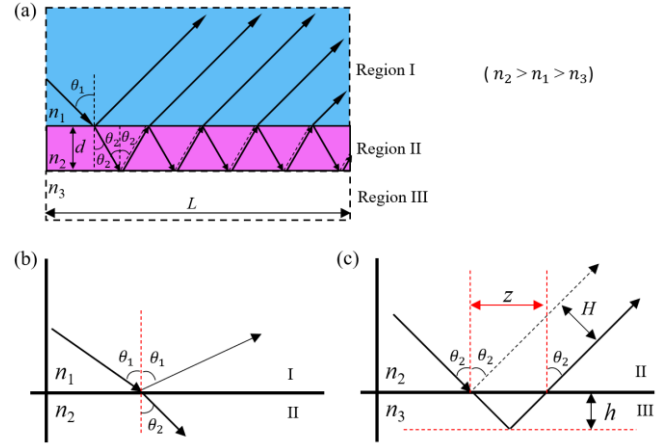 (a)
Region I
( n₂ > n₁ > n₃)
θ₁
n₁
d
θ₂ θ₂
θ₂
n₂
Region II
n₃
Region III
L
(b)
θ₁ θ₁
n₁
I
n₂
II
θ₂
(c)
z
H
θ₂ θ₂
θ₂
n₂
II
n₃
h
III